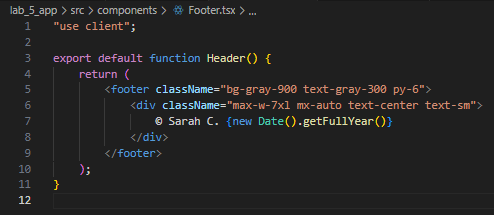 lab_5_app > src > components > Footer.tsx > ...
1 "use client";
2
3 export default function Header() {
4     return (
5         <footer className="bg-gray-900 text-gray-300 py-6">
6             <div className="max-w-7xl mx-auto text-center text-sm">
7                 © Sarah C. {new Date().getFullYear()}
8             </div>
9         </footer>
10     );
11 }
12